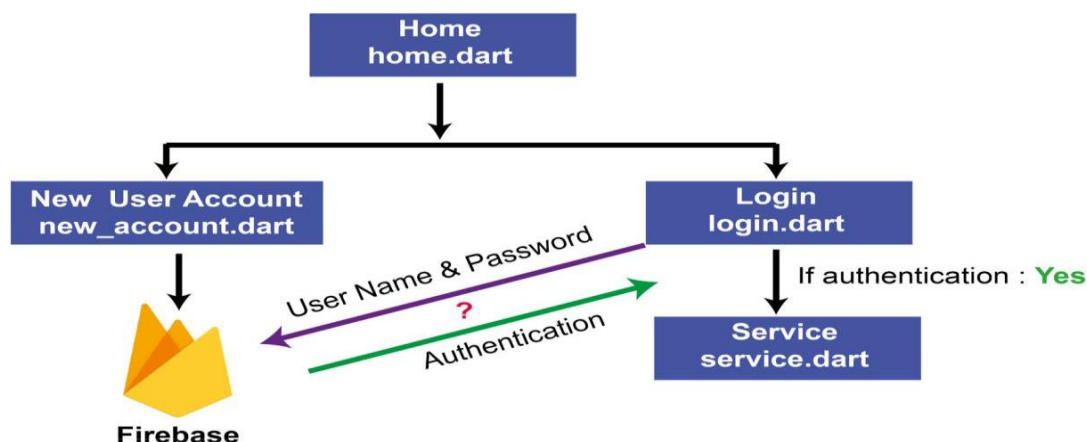 Home
home.dart
New User Account
new_account.dart
Login
login.dart
User Name & Password
?
Authentication
If authentication : Yes
Service
service.dart
Firebase